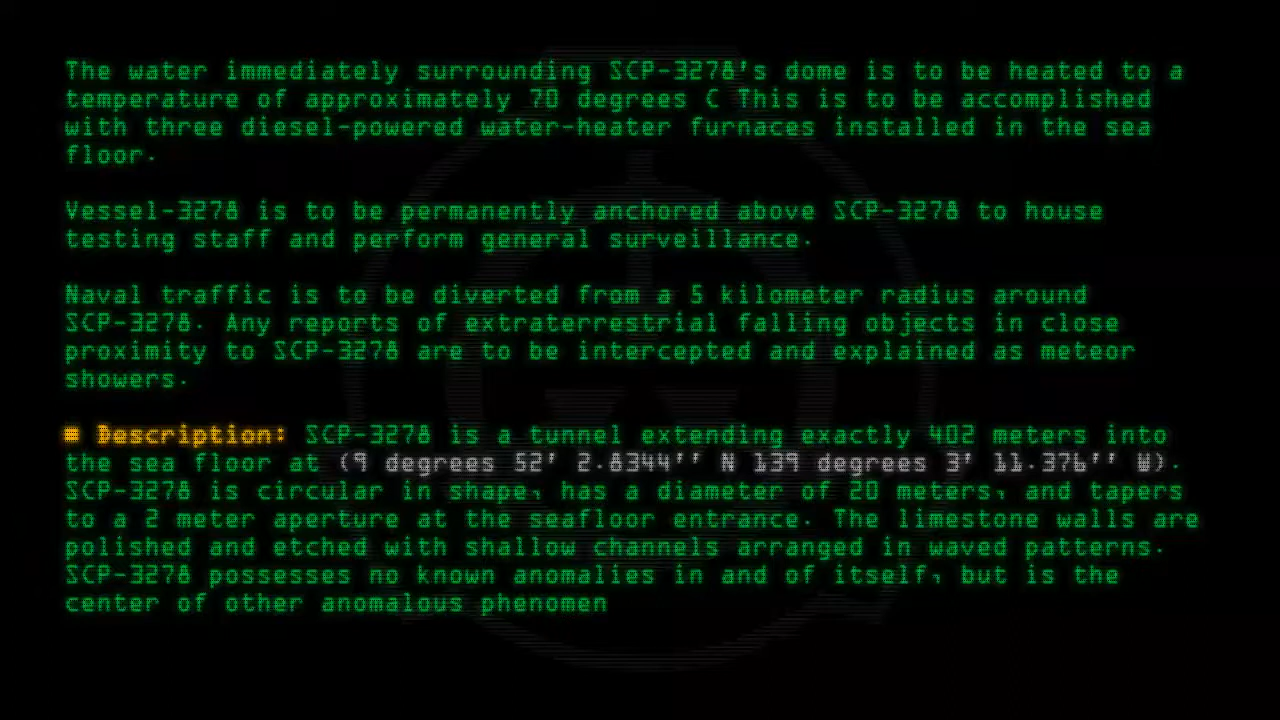 The water immediately surrounding SCP-3278's dome is to be heated to a
temperature of approximately 70 degrees C This is to be accomplished
with three diesel-powered water-heater furnaces installed in the sea
floor.
Vessel-3278 is to be permanently anchored above SCP-3278 to house
testing staff and perform general surveillance.
Naval traffic is to be diverted from a 5 kilometer radius around
SCP-3278. Any reports of extraterrestrial falling objects in close
proximity to SCP-3278 are to be intercepted and explained as meteor
showers.
■ Description: SCP-3278 is a tunnel extending exactly 402 meters into
the sea floor at (9 degrees 52' 2.8344'' N 139 degrees 3' 11.376'' W).
SCP-3278 is circular in shape, has a diameter of 20 meters, and tapers
to a 2 meter aperture at the seafloor entrance. The limestone walls are
polished and etched with shallow channels arranged in waved patterns.
SCP-3278 possesses no known anomalies in and of itself, but is the
center of other anomalous phenomen